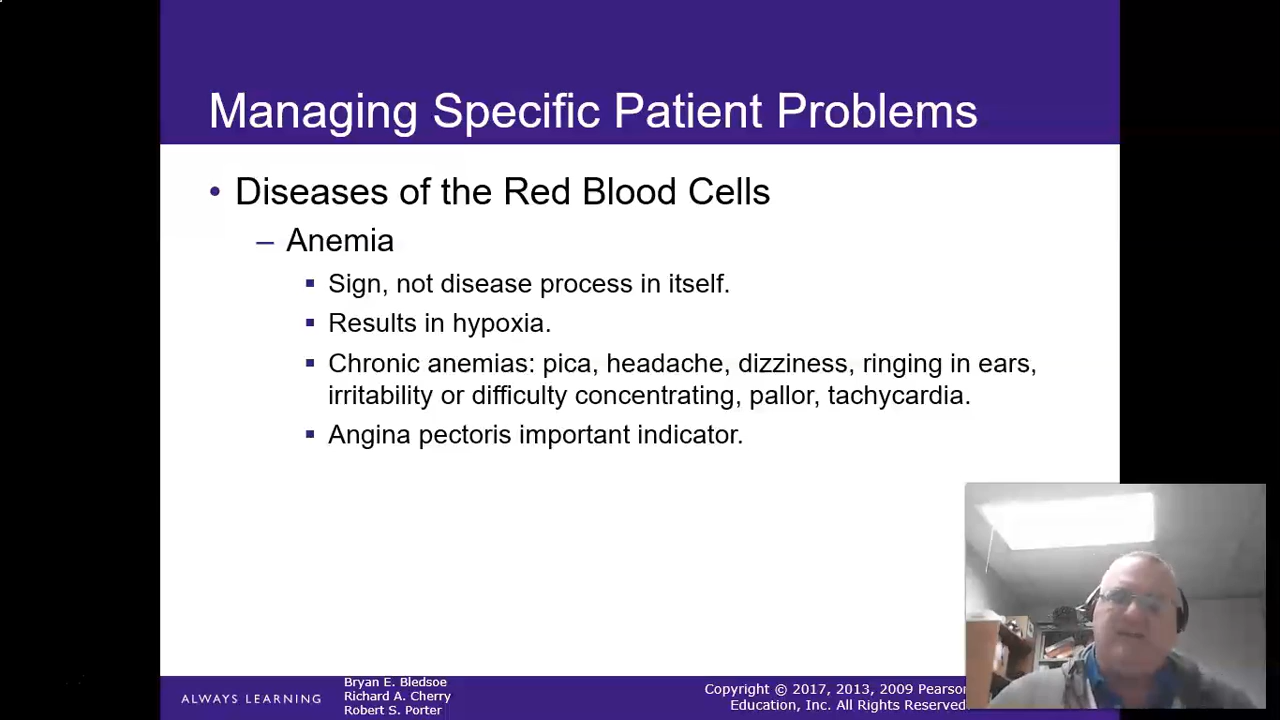 Managing Specific Patient Problems
• Diseases of the Red Blood Cells
– Anemia
▪ Sign, not disease process in itself.
▪ Results in hypoxia.
▪ Chronic anemias: pica, headache, dizziness, ringing in ears,
irritability or difficulty concentrating, pallor, tachycardia.
▪ Angina pectoris important indicator.
ALWAYS LEARNING
Bryan E. Bledsoe
Richard A. Cherry
Robert S. Porter
Copyright © 2017, 2013, 2009 Pearson
Education, Inc. All Rights Reserved.